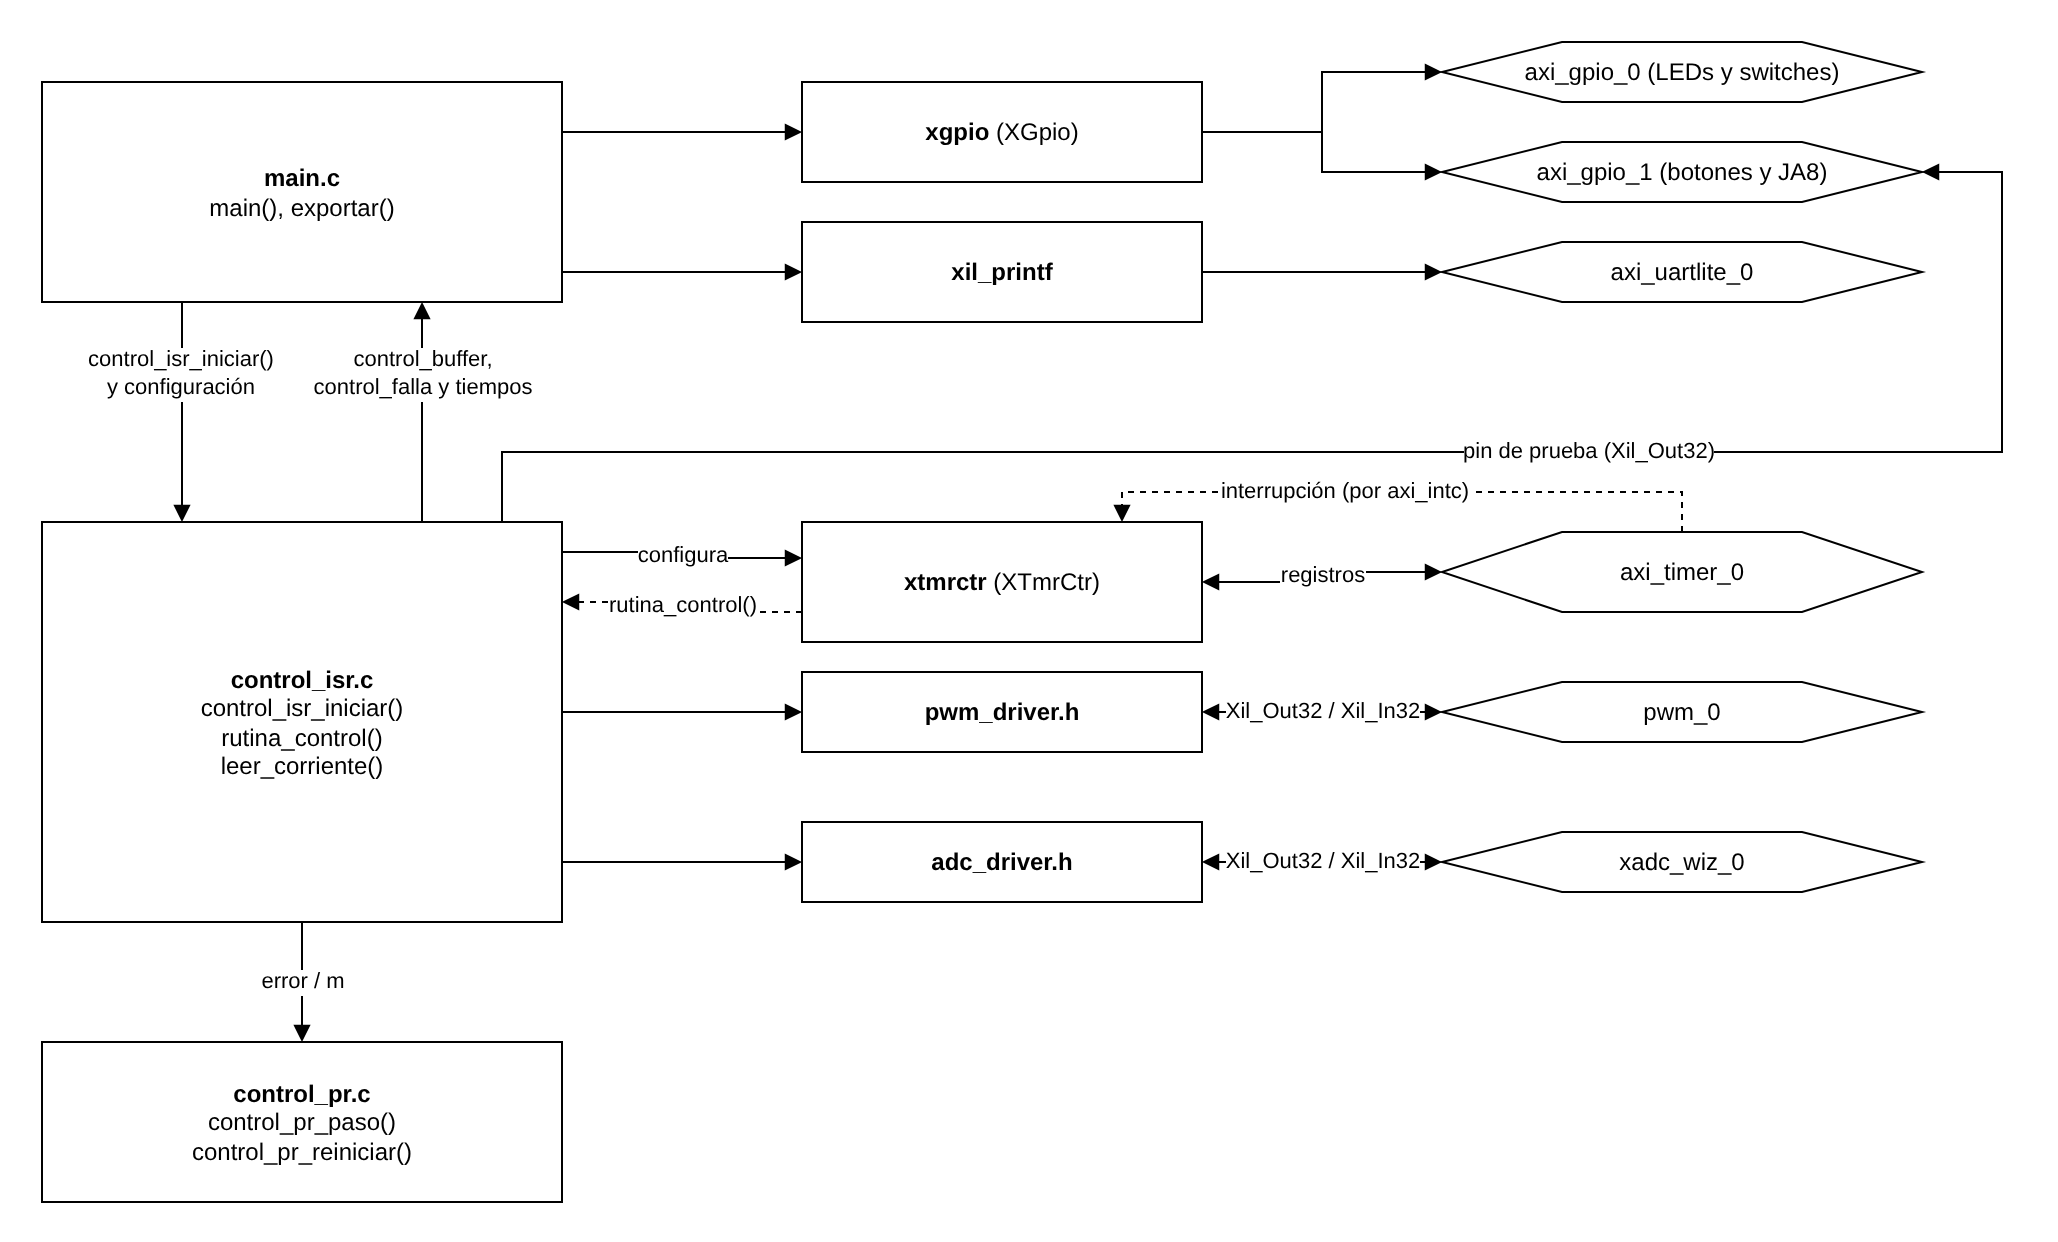 main.c
main(), exportar()
xgpio (XGpio)
xil_printf
axi_gpio_0 (LEDs y switches)
axi_gpio_1 (botones y JA8)
axi_uartlite_0
control_isr_iniciar()
y configuración
control_buffer,
control_falla y tiempos
pin de prueba (Xil_Out32)
interrupción (por axi_intc)
configura
rutina_control()
xtmrctr (XTmrCtr)
registros
axi_timer_0
control_isr.c
control_isr_iniciar()
rutina_control()
leer_corriente()
pwm_driver.h
Xil_Out32 / Xil_In32
pwm_0
adc_driver.h
Xil_Out32 / Xil_In32
xadc_wiz_0
error / m
control_pr.c
control_pr_paso()
control_pr_reiniciar()